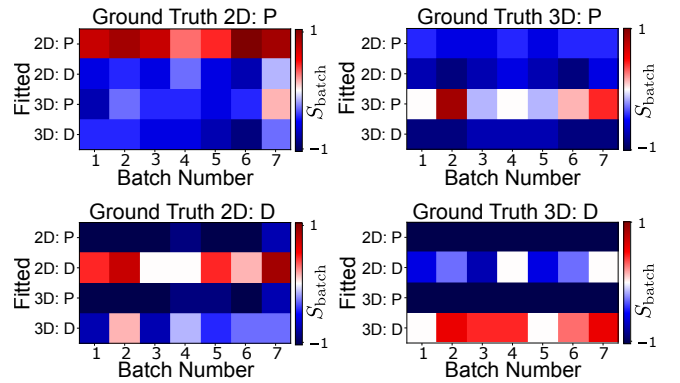 Ground Truth 2D: P
Fitted
2D: P
2D: D
3D: P
3D: D
1 2 3 4 5 6 7
Batch Number
1
−1
S_batch
Ground Truth 3D: P
Fitted
2D: P
2D: D
3D: P
3D: D
1 2 3 4 5 6 7
Batch Number
1
−1
S_batch
Ground Truth 2D: D
Fitted
2D: P
2D: D
3D: P
3D: D
1 2 3 4 5 6 7
Batch Number
1
−1
S_batch
Ground Truth 3D: D
Fitted
2D: P
2D: D
3D: P
3D: D
1 2 3 4 5 6 7
Batch Number
1
−1
S_batch